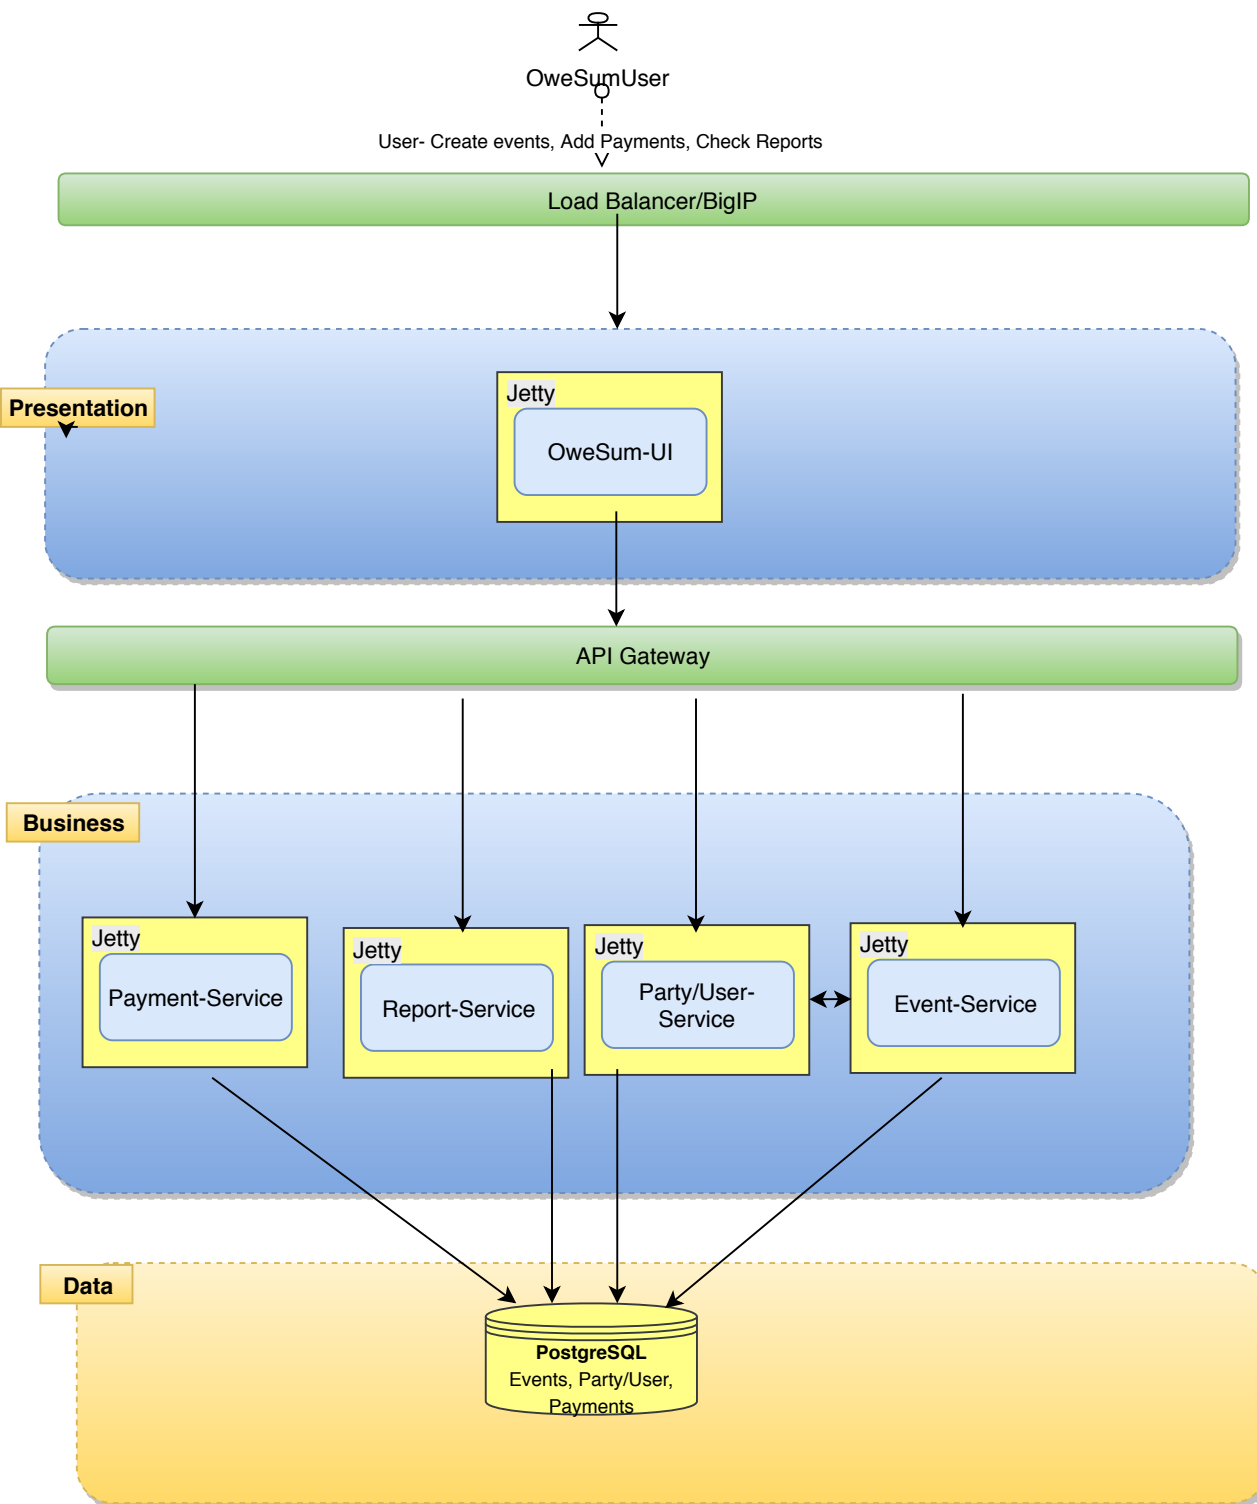 OweSumUser
User- Create events, Add Payments, Check Reports
Load Balancer/BigIP
Presentation
Jetty
OweSum-UI
API Gateway
Business
Jetty
Payment-Service
Jetty
Report-Service
Jetty
Party/User-
Service
Jetty
Event-Service
Data
PostgreSQL
Events, Party/User,
Payments